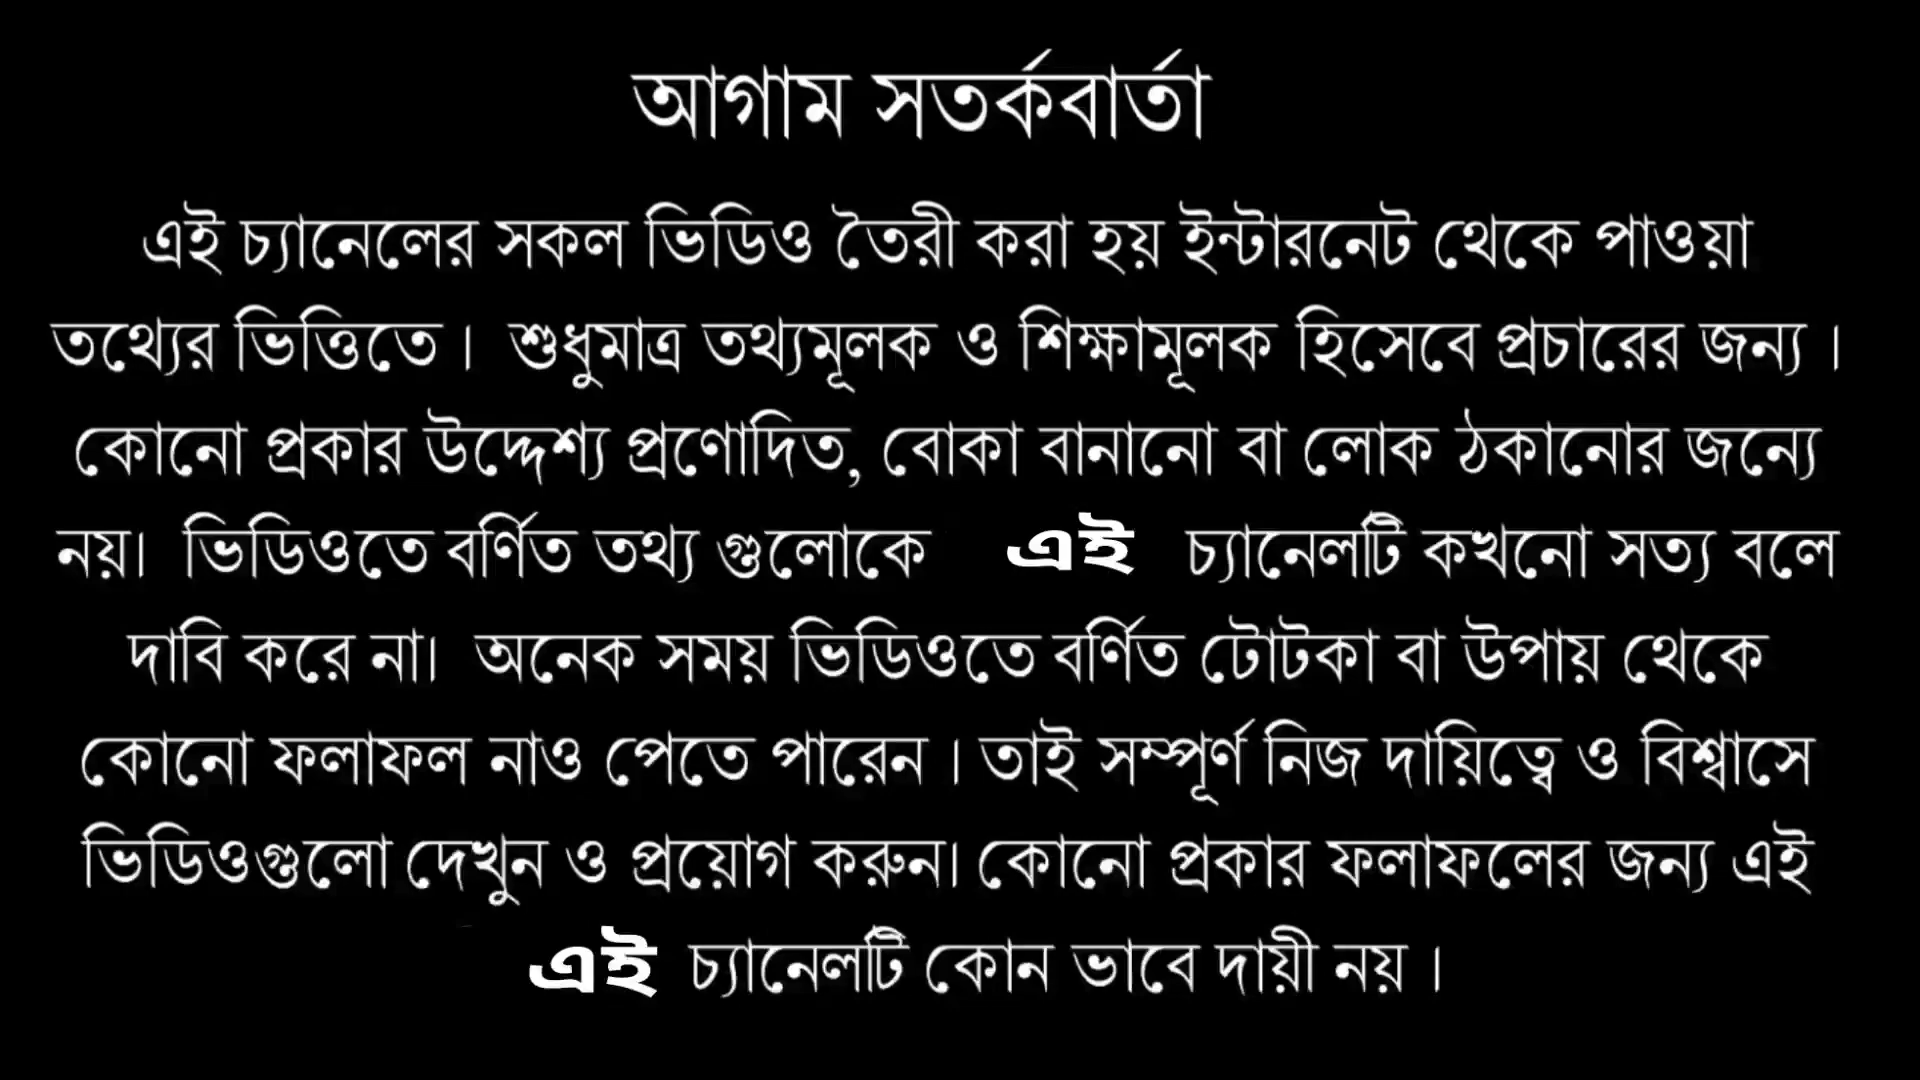 আগাম সতর্কবার্তা
এই চ্যানেলের সকল ভিডিও তৈরী করা হয় ইন্টারনেট থেকে পাওয়া
তথ্যের ভিত্তিতে। শুধুমাত্র তথ্যমূলক ও শিক্ষামূলক হিসেবে প্রচারের জন্য।
কোনো প্রকার উদ্দেশ্য প্রণোদিত, বোকা বানানো বা লোক ঠকানোর জন্যে
নয়। ভিডিওতে বর্ণিত তথ্য গুলোকে এই চ্যানেলটি কখনো সত্য বলে
দাবি করে না। অনেক সময় ভিডিওতে বর্ণিত টোটকা বা উপায় থেকে
কোনো ফলাফল নাও পেতে পারেন। তাই সম্পূর্ণ নিজ দায়িত্বে ও বিশ্বাসে
ভিডিওগুলো দেখুন ও প্রয়োগ করুন। কোনো প্রকার ফলাফলের জন্য এই
এই চ্যানেলটি কোন ভাবে দায়ী নয়।